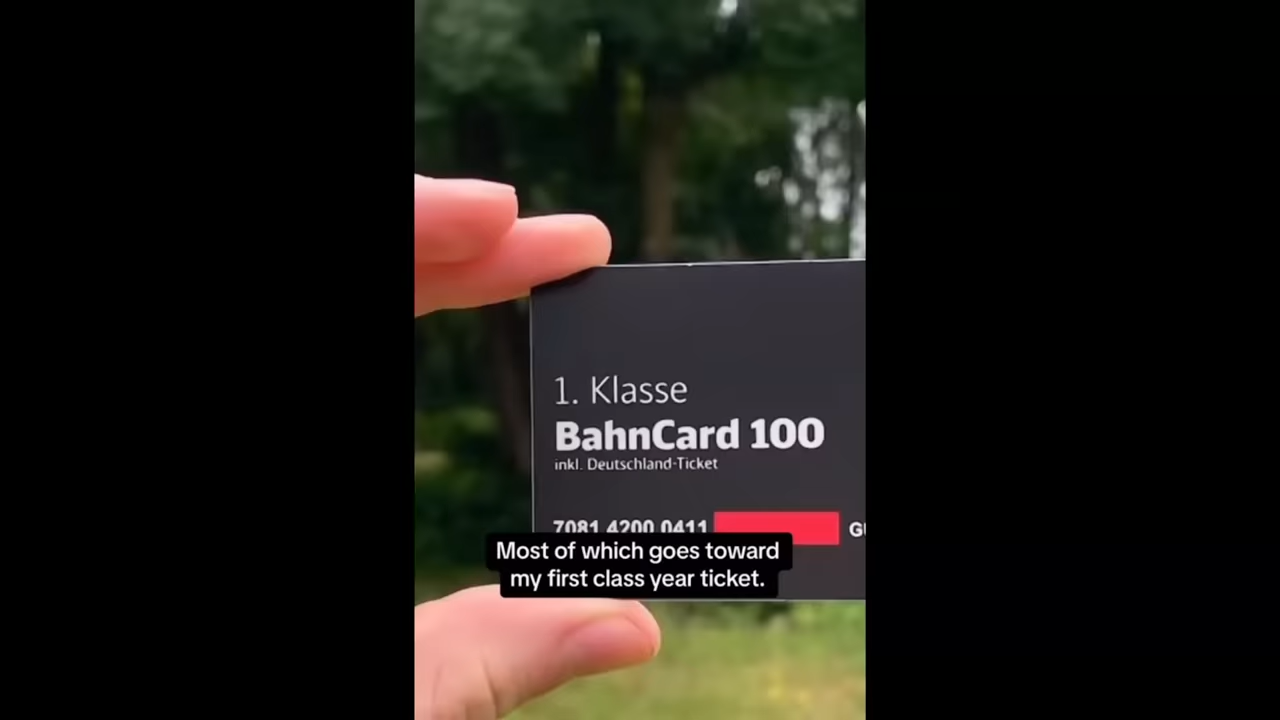 1. Klasse
BahnCard 100
inkl. Deutschland-Ticket
7081 4200 0411
Most of which goes toward
my first class year ticket.